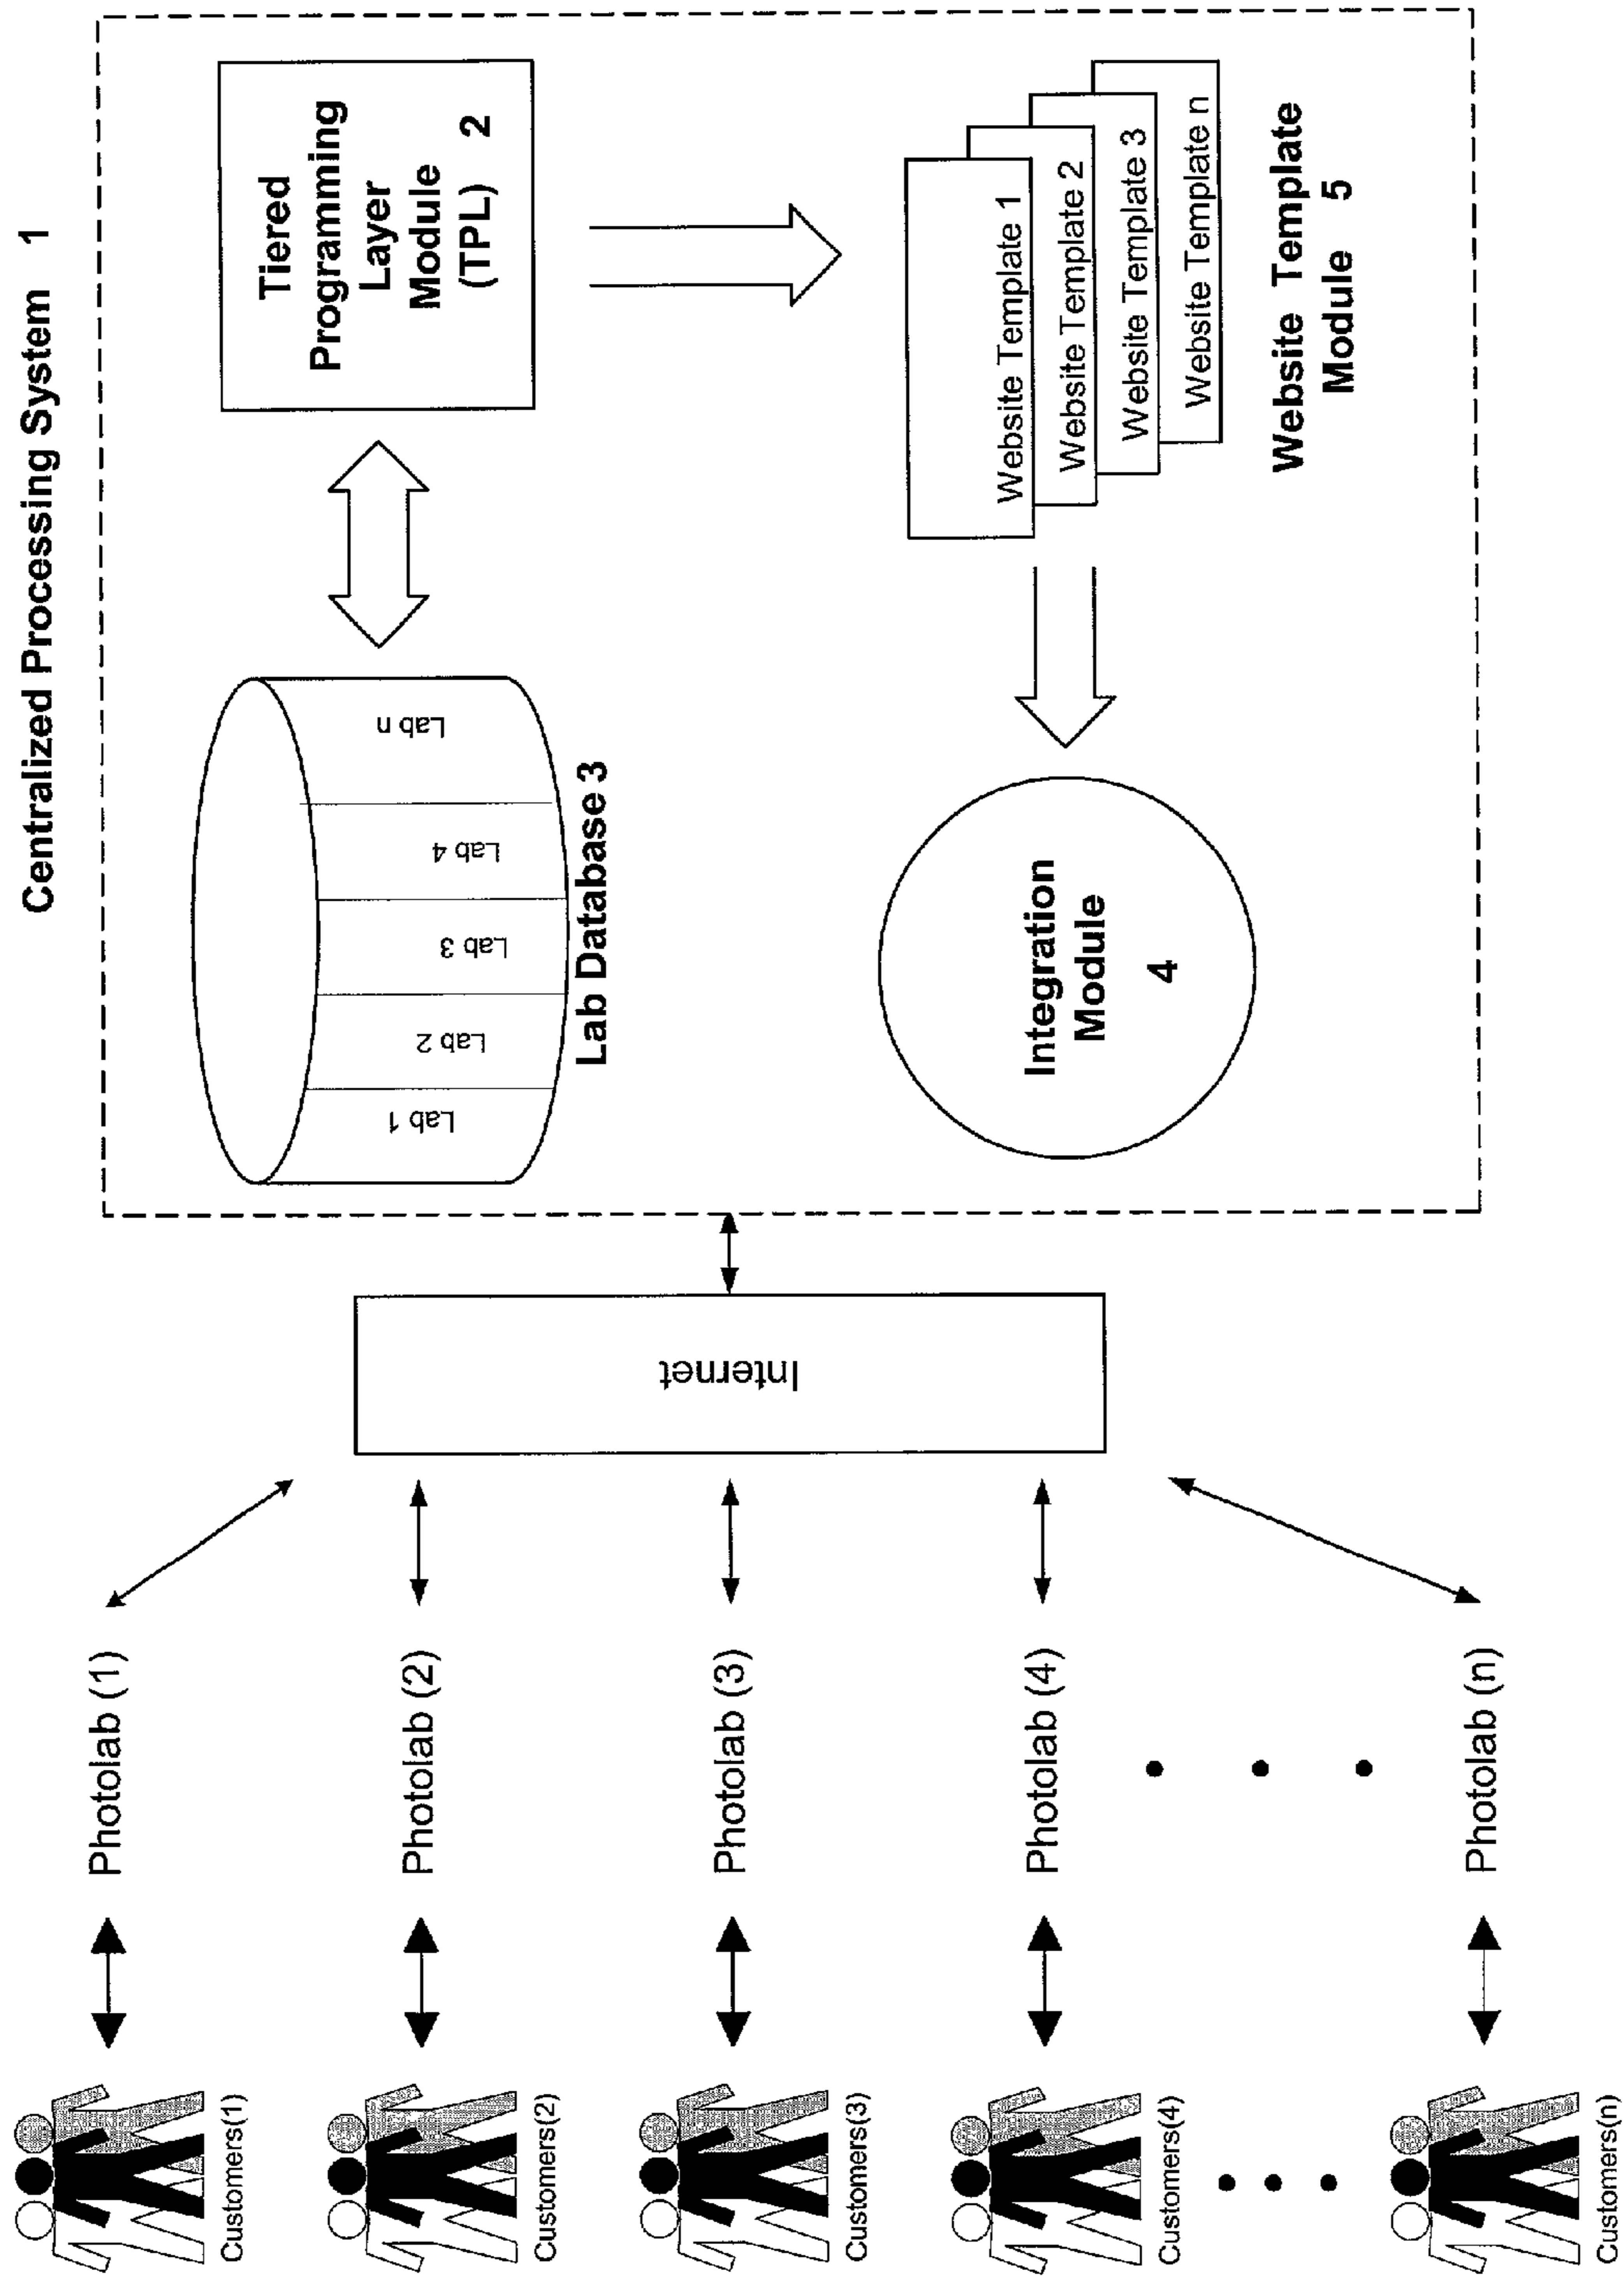 Centralized Processing System 1
Customers(1)
Photolab (1)
Customers(2)
Photolab (2)
Customers(3)
Photolab (3)
Customers(4)
Photolab (4)
Customers(n)
Photolab (n)
Internet
Lab 1
Lab 2
Lab 3
Lab 4
Lab n
Lab Database 3
Tiered
Programming
Layer
Module
(TPL) 2
Integration
Module
4
Website Template 1
Website Template 2
Website Template 3
Website Template n
Website Template
Module 5